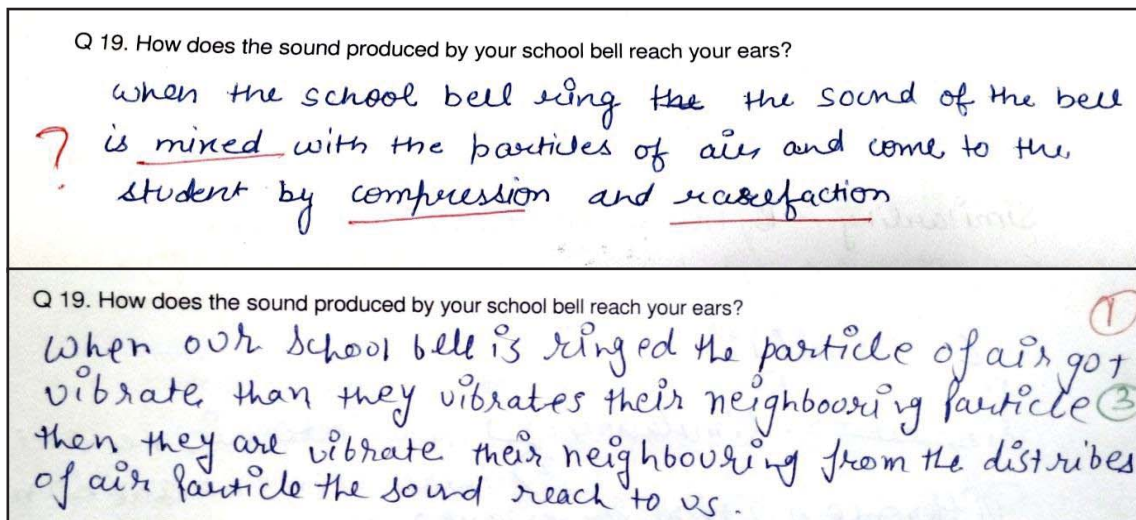 Q 19. How does the sound produced by your school bell reach your ears?
when the school bell ring the the sound of the bell
? is mixed with the particles of air and come to the
student by compression and rarefaction
Q 19. How does the sound produced by your school bell reach your ears?
1
When our school bell is ringed the particle of air got
vibrate than they vibrates their neighboouring particle 3
then they are vibrate their neighbouring from the distribes
of air particle the sound reach to us.